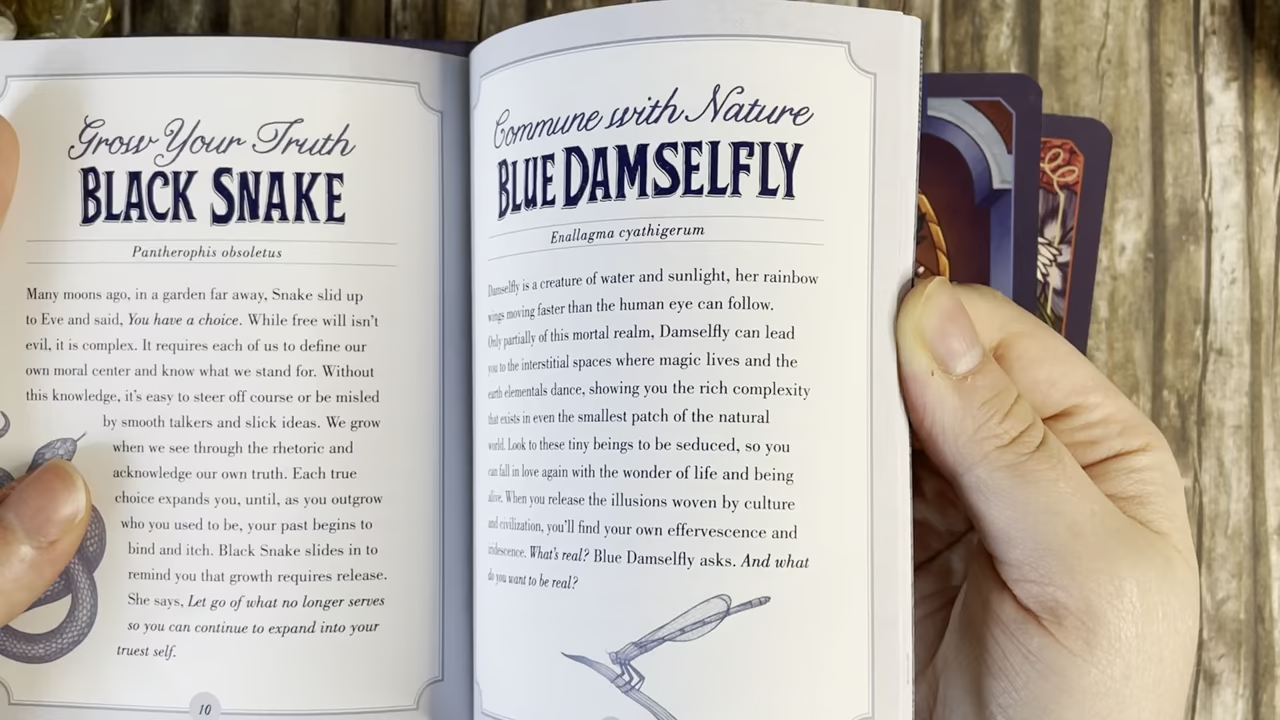 Grow Your Truth
BLACK SNAKE
Pantherophis obsoletus
Many moons ago, in a garden far away, Snake slid up
to Eve and said, You have a choice. While free will isn't
evil, it is complex. It requires each of us to define our
own moral center and know what we stand for. Without
this knowledge, it's easy to steer off course or be misled
by smooth talkers and slick ideas. We grow
when we see through the rhetoric and
acknowledge our own truth. Each true
choice expands you, until, as you outgrow
who you used to be, your past begins to
bind and itch. Black Snake slides in to
remind you that growth requires release.
She says, Let go of what no longer serves
so you can continue to expand into your
truest self.
10
Commune with Nature
BLUE DAMSELFLY
Enallagma cyathigerum
Damselfly is a creature of water and sunlight, her rainbow
wings moving faster than the human eye can follow.
Only partially of this mortal realm, Damselfly can lead
you to the interstitial spaces where magic lives and the
earth elementals dance, showing you the rich complexity
that exists in even the smallest patch of the natural
world. Look to these tiny beings to be seduced, so you
can fall in love again with the wonder of life and being
alive. When you release the illusions woven by culture
and civilization, you'll find your own effervescence and
iridescence. What's real? Blue Damselfly asks. And what
do you want to be real?